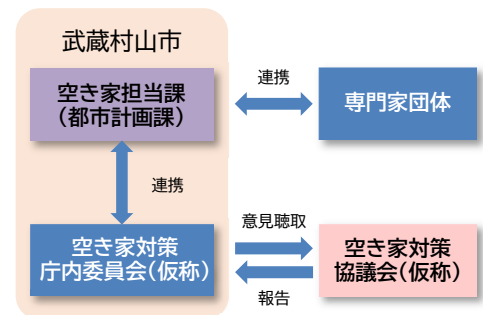 武蔵村山市
空き家担当課
（都市計画課）
連携
専門家団体
連携
空き家対策
庁内委員会（仮称）
意見聴取
報告
空き家対策
協議会（仮称）